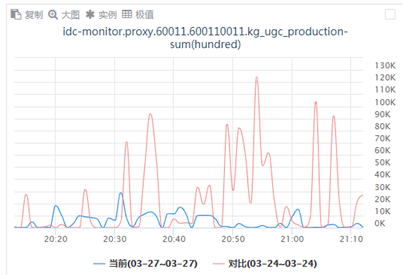 复制 大图 实例 极值
idc-monitor.proxy.60011.600110011.kg_ugc_production-
sum(hundred)
130K
120K
110K
100K
90K
80K
70K
60K
50K
40K
30K
20K
10K
0K
20:20 20:30 20:40 20:50 21:00 21:10
当前(03-27~03-27) 对比(03-24~03-24)